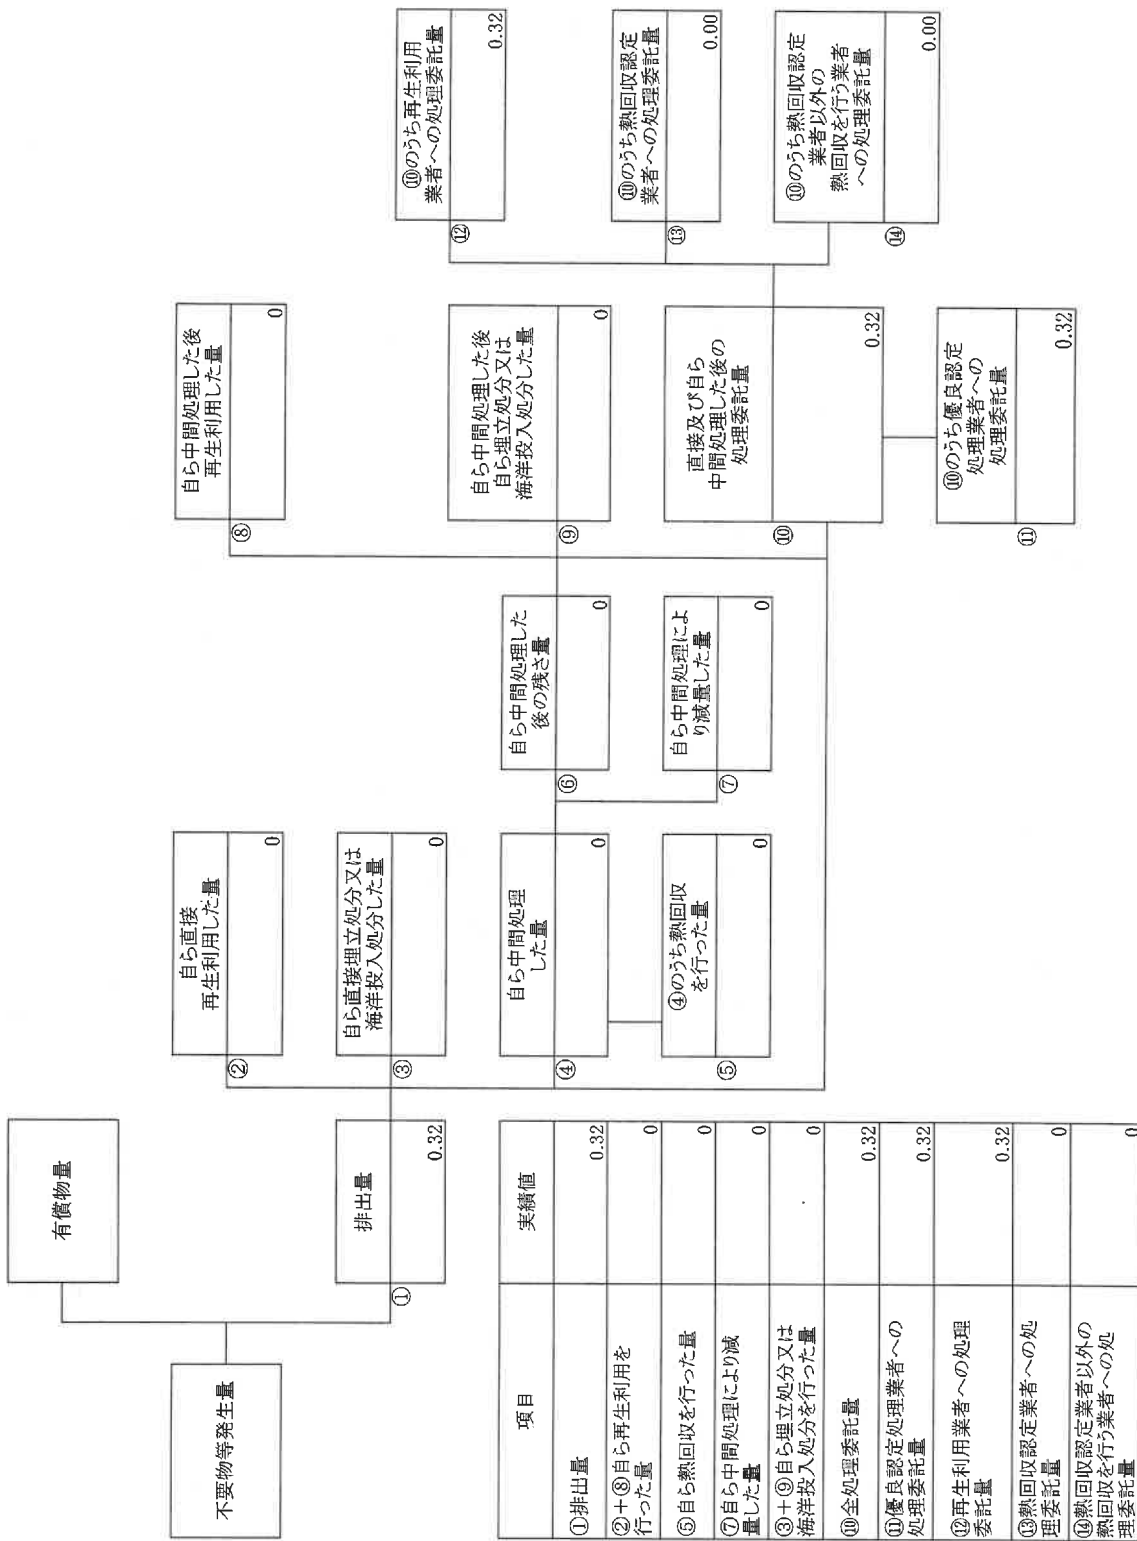 不要物等発生量
有償物量
①
排出量
0.32
②
自ら直接
再生利用した量
0
③
自ら直接埋立処分又は
海洋投入処分した量
0
④
自ら中間処理
した量
0
⑤
④のうち熱回収
を行った量
0
⑥
自ら中間処理した
後の残さ量
0
⑦
自ら中間処理によ
り減量した量
0
⑧
自ら中間処理した後
再生利用した量
0
⑨
自ら中間処理した後
自ら埋立処分又は
海洋投入処分した量
0
⑩
直接及び自ら
中間処理した後の
処理委託量
0.32
⑪
⑩のうち優良認定
処理業者への
処理委託量
0.32
⑫
⑩のうち再生利用
業者への処理委託量
0.32
⑬
⑩のうち熱回収認定
業者への処理委託量
0.00
⑭
⑩のうち熱回収認定
業者以外の
熱回収を行う業者
への処理委託量
0.00
項目 実績値
①排出量 0.32
②+⑧自ら再生利用を
行った量 0
⑤自ら熱回収を行った量 0
⑦自ら中間処理により減
量した量 0
③+⑨自ら埋立処分又は
海洋投入処分を行った量 0
⑩全処理委託量 0.32
⑪優良認定処理業者への
処理委託量 0.32
⑫再生利用業者への処理
委託量 0.32
⑬熱回収認定業者への処
理委託量 0
⑭熱回収認定業者以外の
熱回収を行う業者への処
理委託量 0